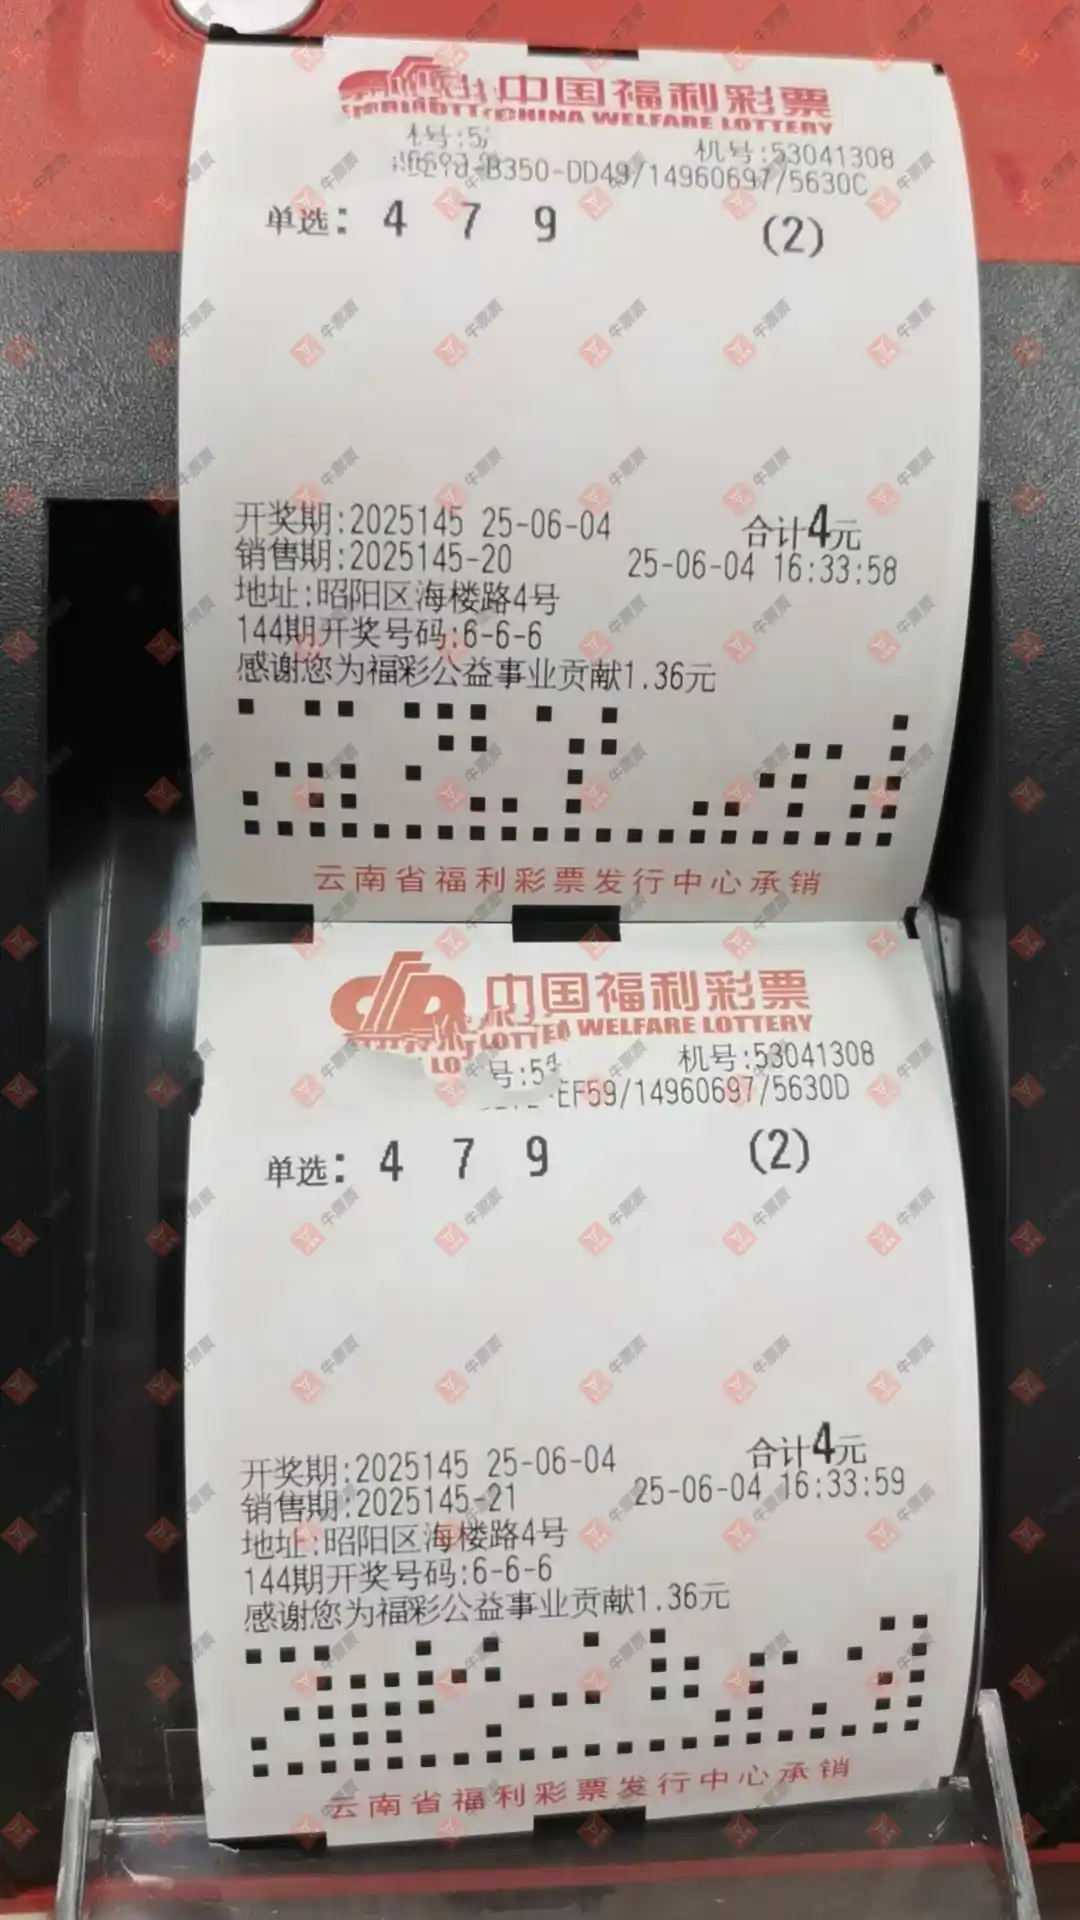 中国福利彩票
CHINA WELFARE LOTTERY
机号:53041308
B350-DD49/14960697/5630C
单选: 4 7 9 (2)
开奖期:2025145 25-06-04 合计4元
销售期:2025145-20 25-06-04 16:33:58
地址:昭阳区海楼路4号
144期开奖号码:6-6-6
感谢您为福彩公益事业贡献1.36元
云南省福利彩票发行中心承销
中国福利彩票
WELFARE LOTTERY
机号:53041308
EF59/14960697/5630D
单选: 4 7 9 (2)
开奖期:2025145 25-06-04 合计4元
销售期:2025145-21 25-06-04 16:33:59
地址:昭阳区海楼路4号
144期开奖号码:6-6-6
感谢您为福彩公益事业贡献1.36元
云南省福利彩票发行中心承销
牛票票